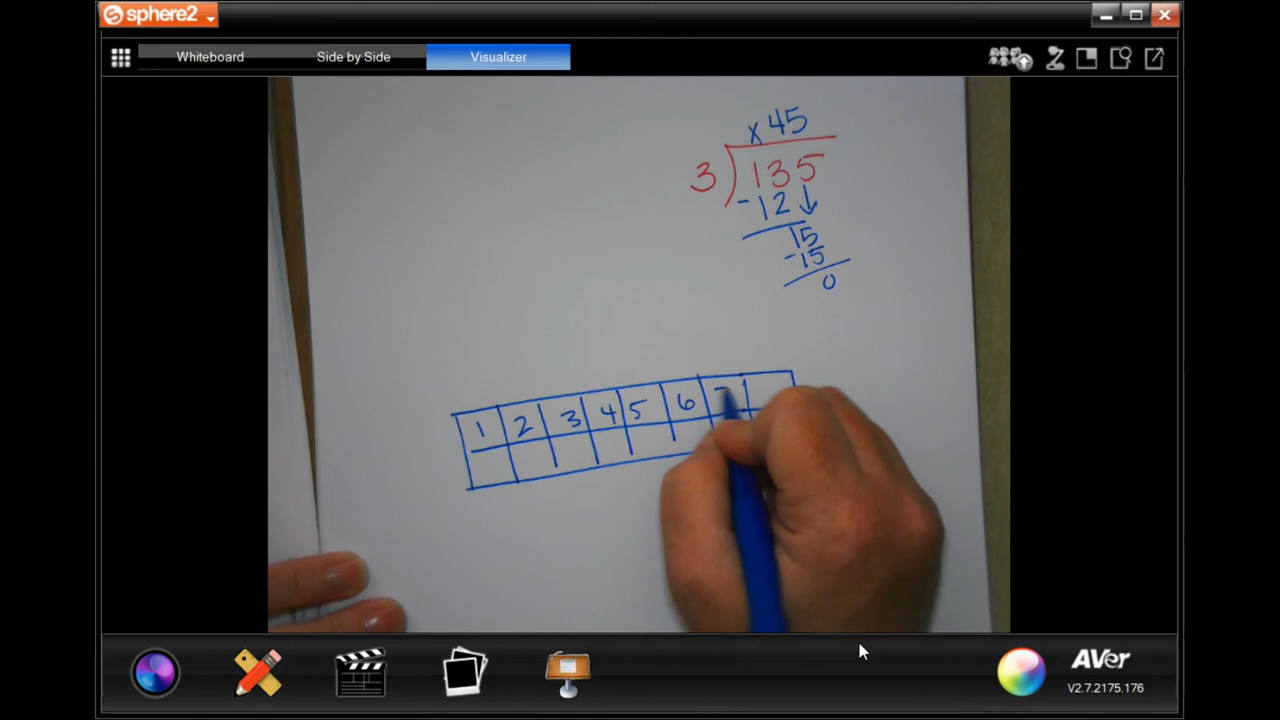 sphere2
Whiteboard Side by Side Visualizer
x45
3)135
-12↓
15
-15
0
1 2 3 4 5 6
AVer
V2.7.2175.176